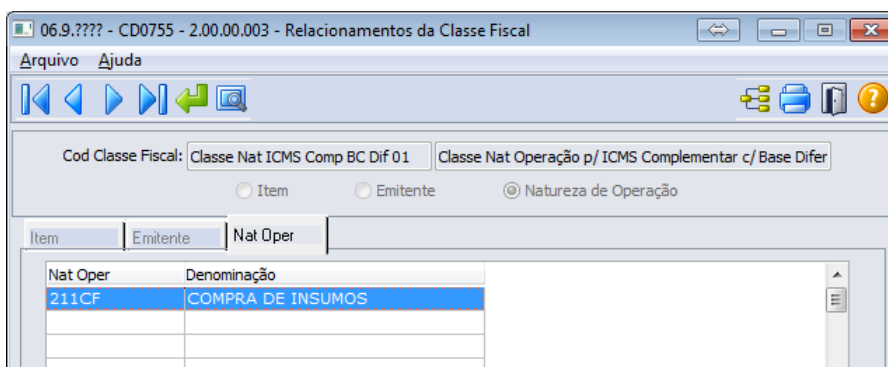 06.9.???? - CD0755 - 2.00.00.003 - Relacionamentos da Classe Fiscal
Arquivo Ajuda
Cod Classe Fiscal: Classe Nat ICMS Comp BC Dif 01 Classe Nat Operação p/ ICMS Complementar c/ Base Difer
Item Emitente Natureza de Operação
Item Emitente Nat Oper
Nat Oper Denominação
211CF COMPRA DE INSUMOS